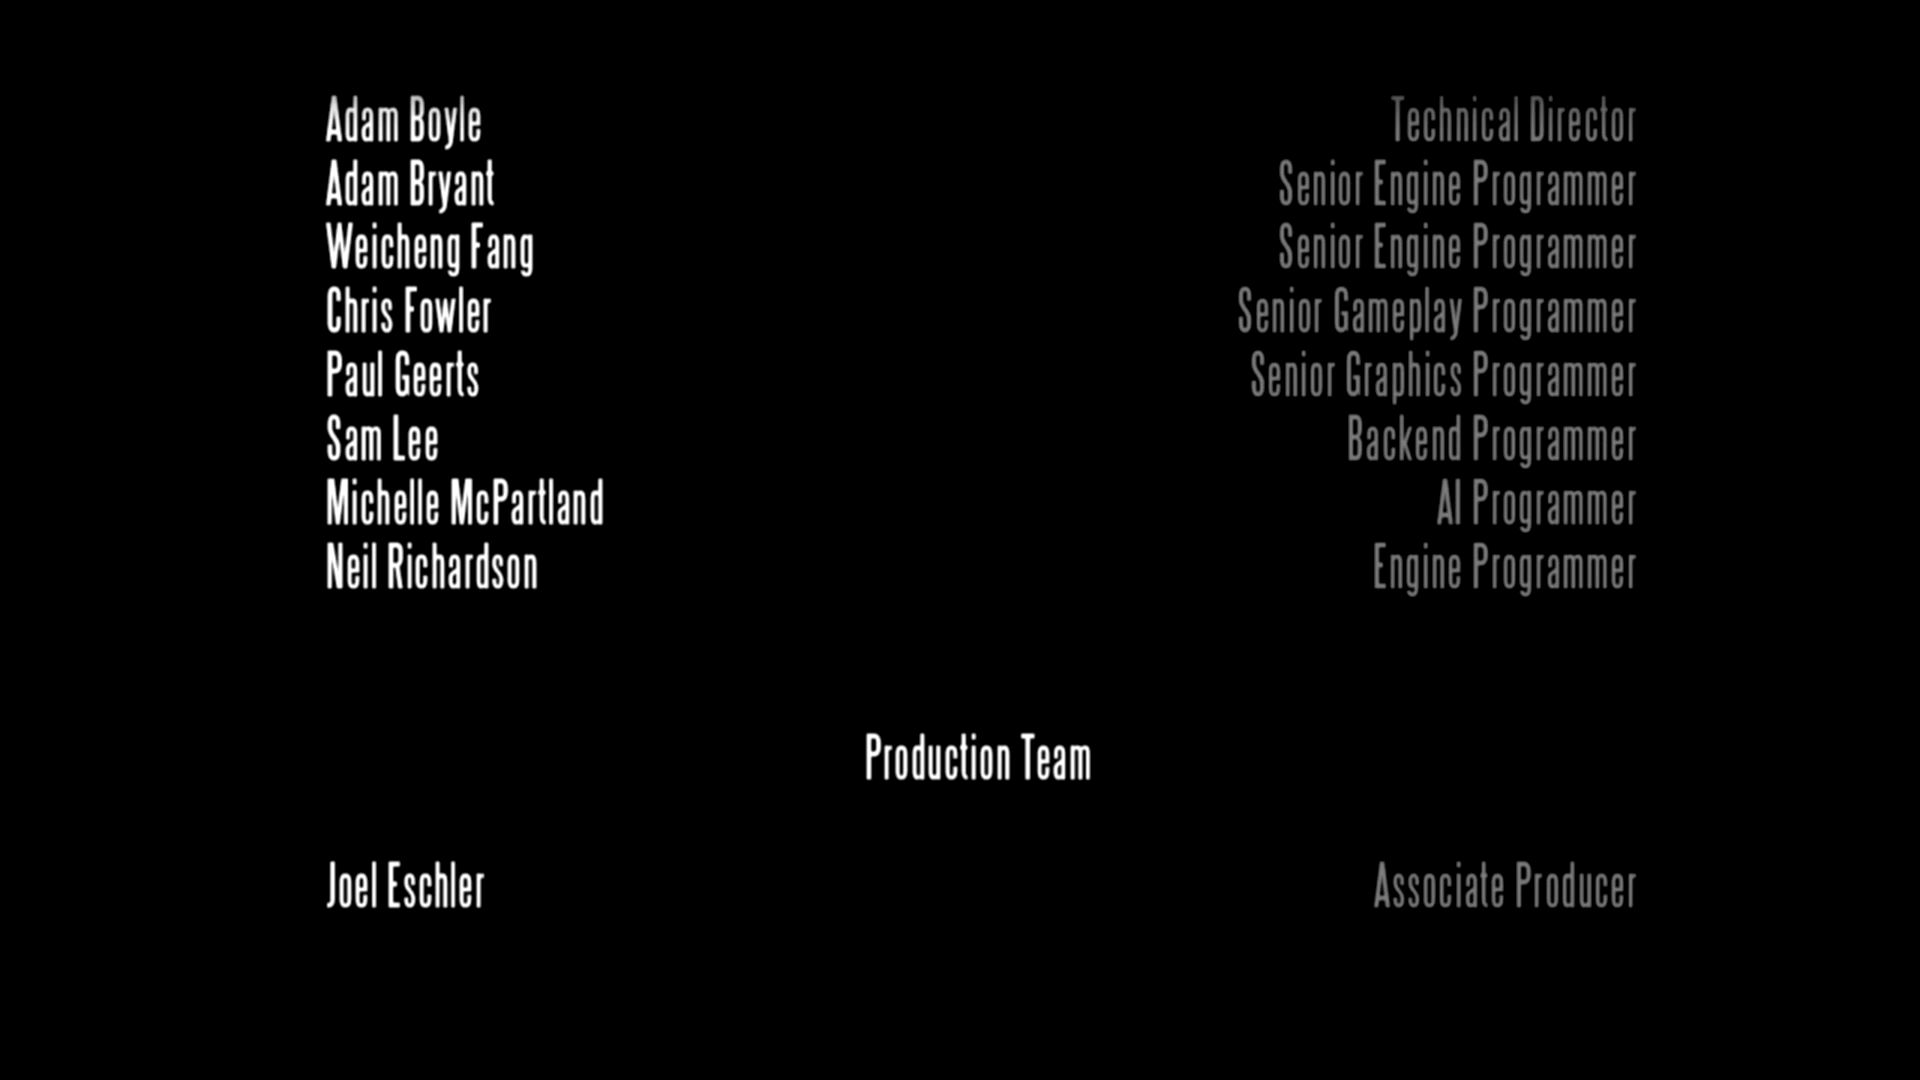 Adam Boyle Technical Director
Adam Bryant Senior Engine Programmer
Weicheng Fang Senior Engine Programmer
Chris Fowler Senior Gameplay Programmer
Paul Geerts Senior Graphics Programmer
Sam Lee Backend Programmer
Michelle McPartland AI Programmer
Neil Richardson Engine Programmer
Production Team
Joel Eschler Associate Producer